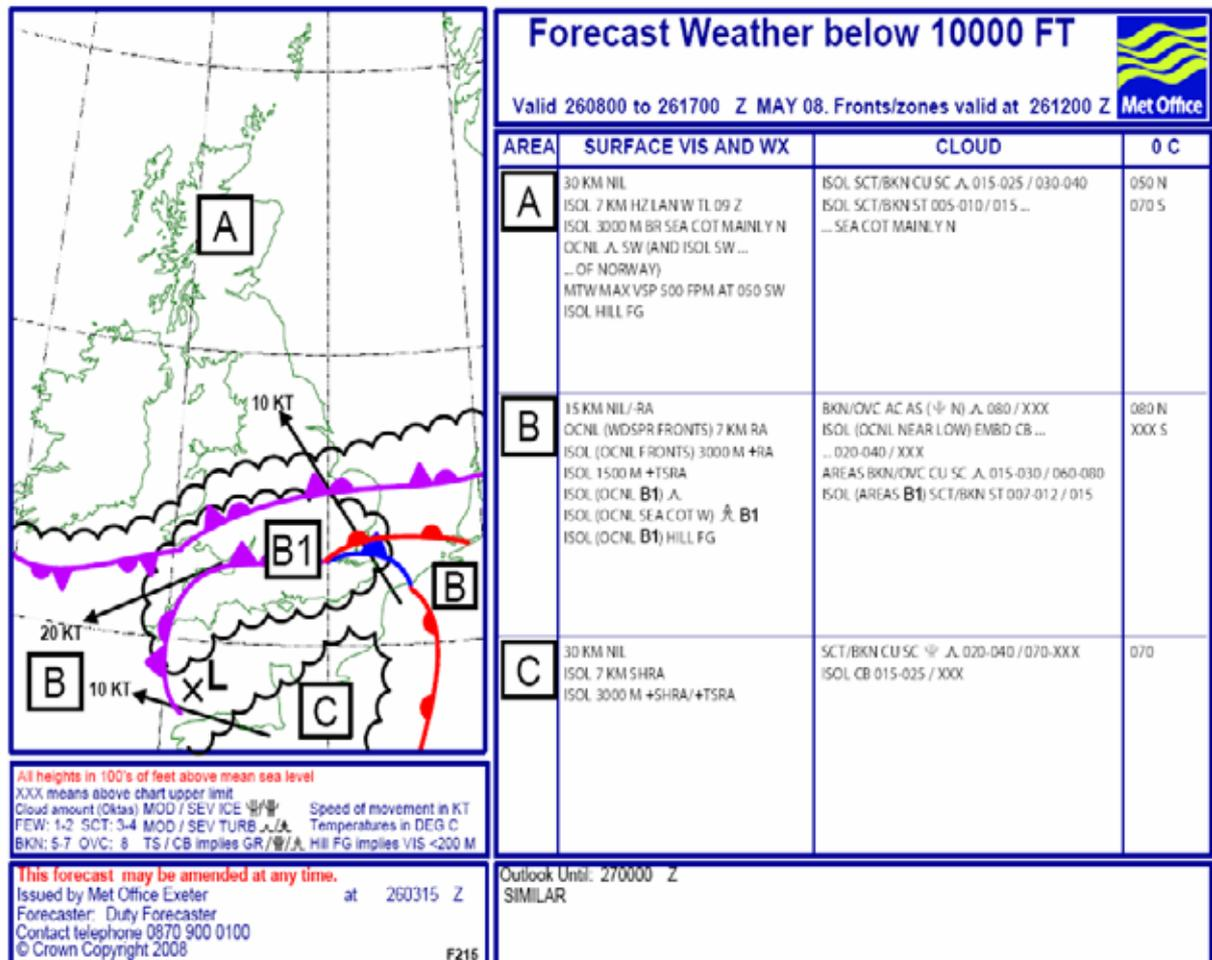 A
10 KT
B1
B
20 KT
B
10 KT
L
C
All heights in 100's of feet above mean sea level
XXX means above chart upper limit
Cloud amount (Oktas) MOD / SEV ICE / Speed of movement in KT
FEW: 1-2 SCT: 3-4 MOD / SEV TURB / Temperatures in DEG C
BKN: 5-7 OVC: 8 TS / CB implies GR / / Hill FG implies VIS <200 M
This forecast may be amended at any time.
Issued by Met Office Exeter at 260315 Z
Forecaster: Duty Forecaster
Contact telephone 0870 900 0100
© Crown Copyright 2008
F215
Forecast Weather below 10000 FT
Valid 260800 to 261700 Z MAY 08. Fronts/zones valid at 261200 Z
Met Office
AREA SURFACE VIS AND WX CLOUD 0 C
A
30 KM NIL
ISOL 7 KM HZ LAN W TL 09 Z
ISOL 3000 M BR SEA COT MAINLY N
OCNL SW (AND ISOL SW ...
... OF NORWAY)
MTW MAX VSP 500 FPM AT 050 SW
ISOL HILL FG
ISOL SCT/BKN CU SC 015-025 / 030-040
ISOL SCT/BKN ST 005-010 / 015 ...
... SEA COT MAINLY N
050 N
070 S
B
15 KM NIL/-RA
OCNL (WDSPR FRONTS) 7 KM RA
ISOL (OCNL FRONTS) 3000 M +RA
ISOL 1500 M +TSRA
ISOL (OCNL B1)
ISOL (OCNL SEA COT W) B1
ISOL (OCNL B1) HILL FG
BKN/OVC AC AS ( N) 080 / XXX
ISOL (OCNL NEAR LOW) EMBD CB ...
... 020-040 / XXX
AREAS BKN/OVC CU SC 015-030 / 060-080
ISOL (AREAS B1) SCT/BKN ST 007-012 / 015
080 N
XXX S
C
30 KM NIL
ISOL 7 KM SHRA
ISOL 3000 M +SHRA/+TSRA
SCT/BKN CU SC 020-040 / 070-XXX
ISOL CB 015-025 / XXX
070
Outlook Until: 270000 Z
SIMILAR